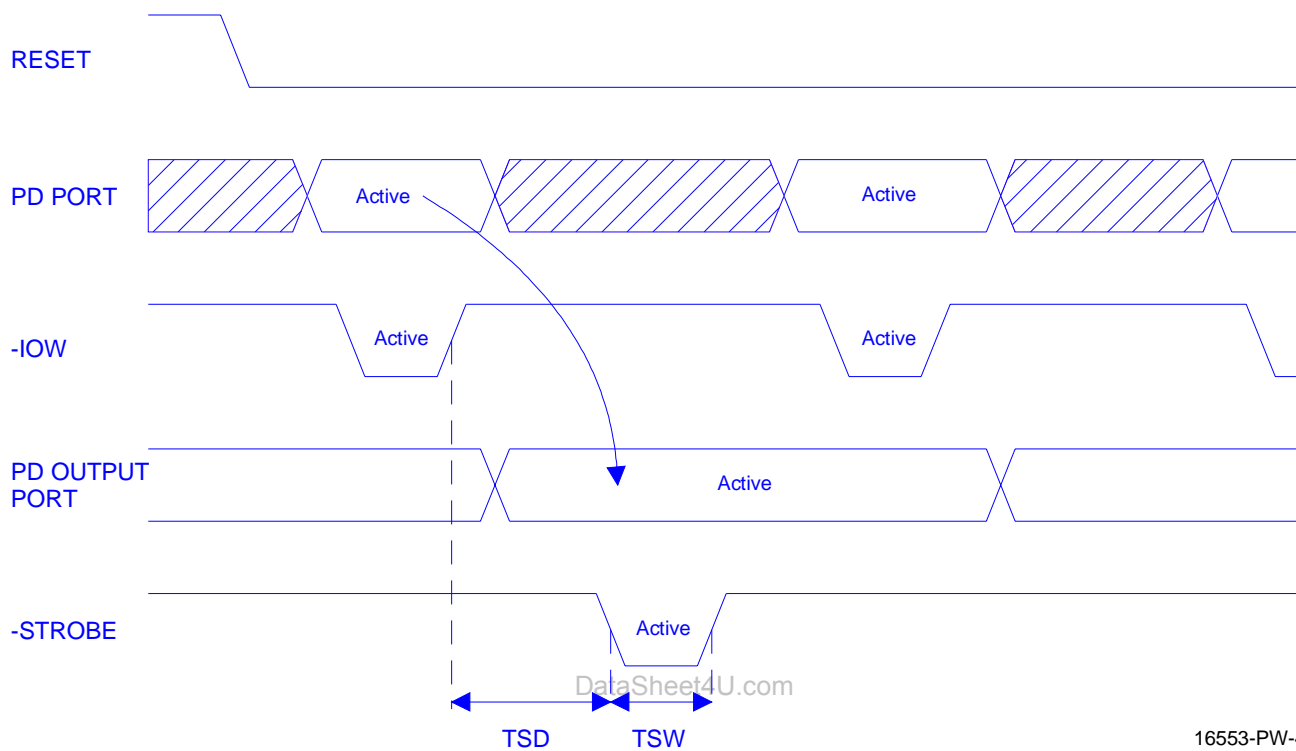 RESET
PD PORT
Active
Active
-IOW
Active
Active
PD OUTPUT
PORT
Active
-STROBE
Active
DataSheet4U.com
TSD
TSW
16553-PW-